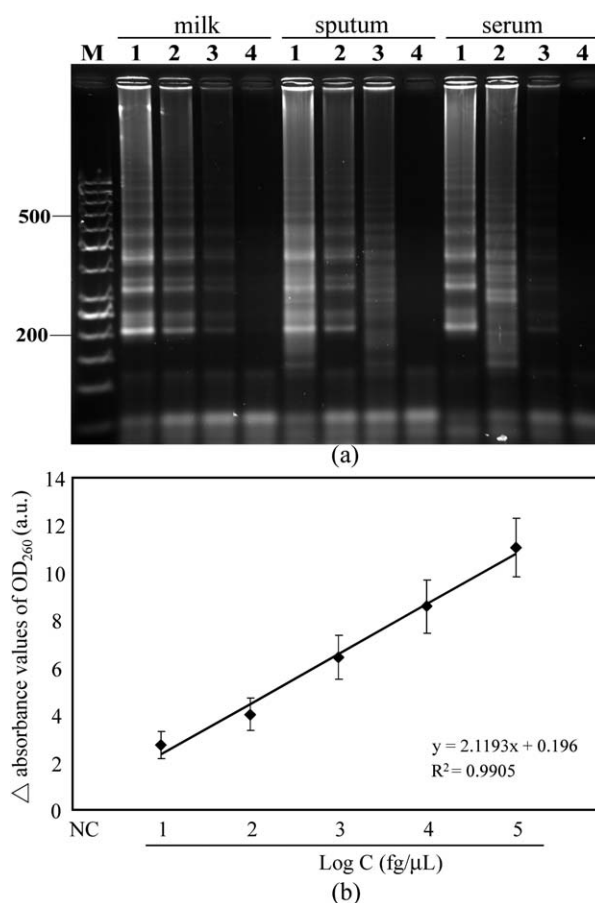 milk sputum serum
M 1 2 3 4 1 2 3 4 1 2 3 4
500
200
(a)
△ absorbance values of OD₂₆₀ (a.u.)
14
12
10
8
6
4
2
0
y = 2.1193x + 0.196
R² = 0.9905
NC 1 2 3 4 5
Log C (fg/μL)
(b)